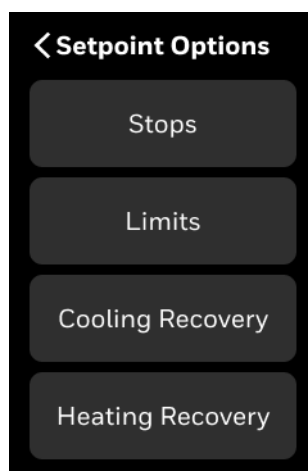 Setpoint Options
Stops
Limits
Cooling Recovery
Heating Recovery